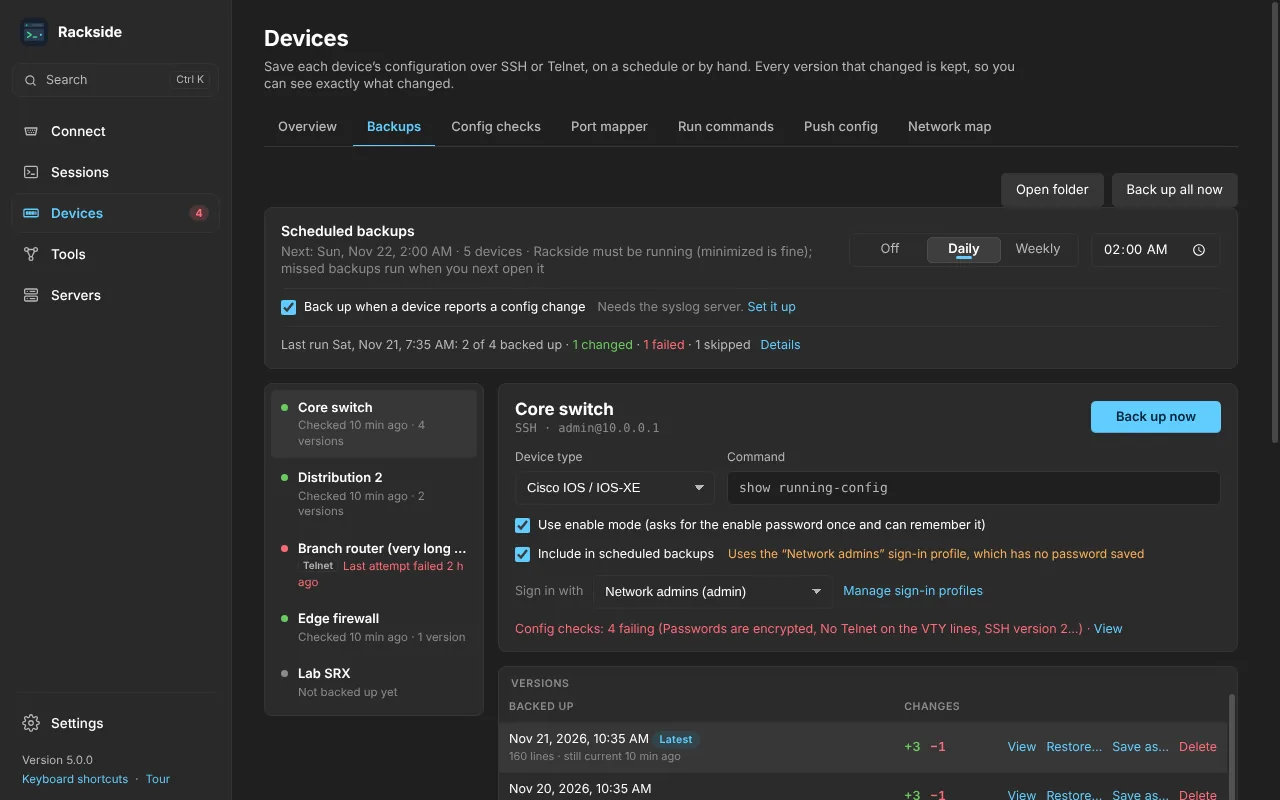 Rackside
Search Ctrl K
Connect
Sessions
Devices 4
Tools
Servers
Settings
Version 5.0.0
Keyboard shortcuts · Tour
Devices
Save each device’s configuration over SSH or Telnet, on a schedule or by hand. Every version that changed is kept, so you
can see exactly what changed.
Overview Backups Config checks Port mapper Run commands Push config Network map
Open folder Back up all now
Scheduled backups
Next: Sun, Nov 22, 2:00 AM · 5 devices · Rackside must be running (minimized is fine);
missed backups run when you next open it
Off Daily Weekly 02:00 AM
Back up when a device reports a config change Needs the syslog server. Set it up
Last run Sat, Nov 21, 7:35 AM: 2 of 4 backed up · 1 changed · 1 failed · 1 skipped Details
Core switch
Checked 10 min ago · 4
versions
Distribution 2
Checked 10 min ago · 2
versions
Branch router (very long ...
Telnet Last attempt failed 2 h
ago
Edge firewall
Checked 10 min ago · 1 version
Lab SRX
Not backed up yet
Core switch
SSH · admin@10.0.0.1
Back up now
Device type Command
Cisco IOS / IOS-XE show running-config
Use enable mode (asks for the enable password once and can remember it)
Include in scheduled backups Uses the “Network admins” sign-in profile, which has no password saved
Sign in with Network admins (admin) Manage sign-in profiles
Config checks: 4 failing (Passwords are encrypted, No Telnet on the VTY lines, SSH version 2...) · View
VERSIONS
BACKED UP CHANGES
Nov 21, 2026, 10:35 AM Latest
160 lines · still current 10 min ago
+3 −1 View Restore... Save as... Delete
Nov 20, 2026, 10:35 AM
+3 −1 View Restore... Save as... Delete